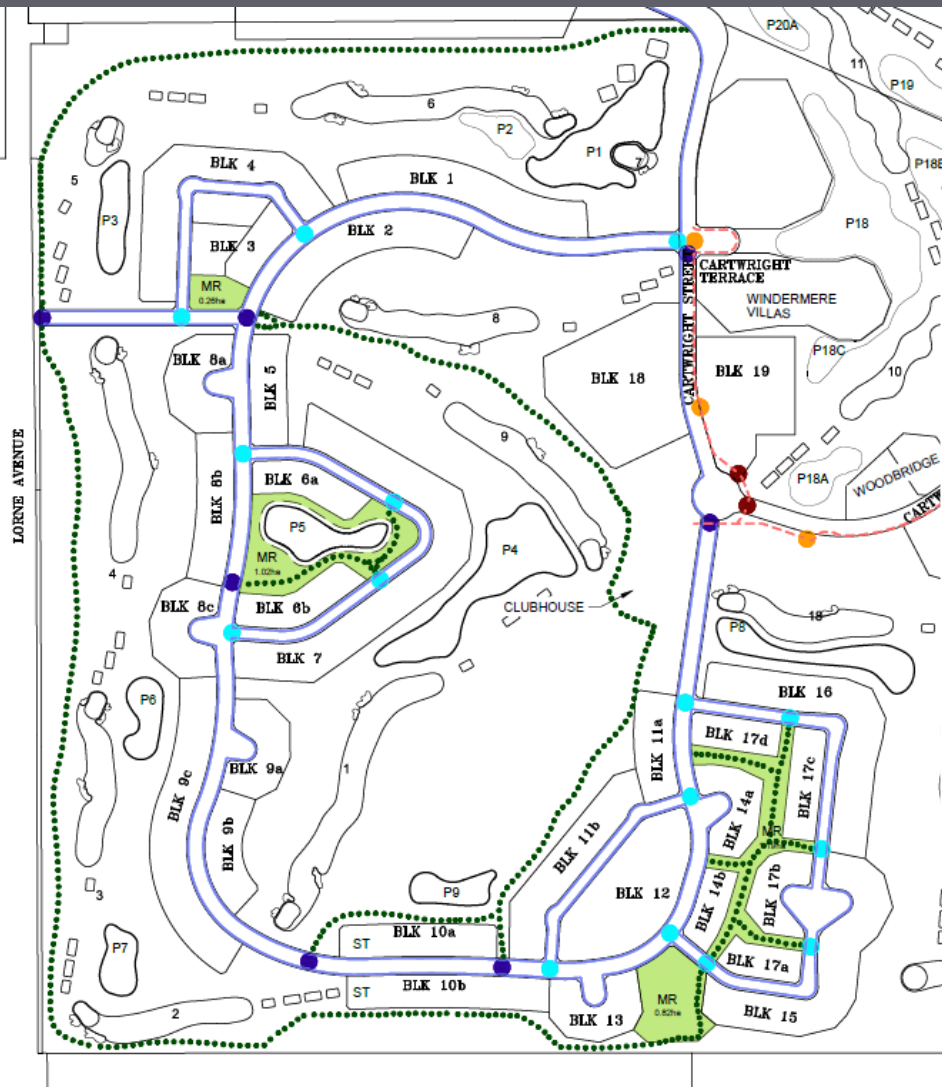 P20A
11
P19
6
P2
P1
7
P18B
BLK 4
BLK 1
5
P3
BLK 3
BLK 2
P18
MR
0.26ha
CARTWRIGHT
TERRACE
CARTWRIGHT STREET
WINDERMERE
VILLAS
8
BLK 8a
BLK 5
BLK 18
BLK 19
P18C
10
LORNE AVENUE
9
BLK 8b
BLK 6a
P18A
WOODBRIDGE
CARTW
P5
P4
MR
1.02ha
4
BLK 8c
BLK 6b
CLUBHOUSE
18
P8
BLK 7
P6
BLK 16
BLK 11a
BLK 17d
BLK 17c
BLK 9c
BLK 9a
1
BLK 9b
BLK 11b
BLK 14a
MR
3
P9
BLK 12
BLK 14b
BLK 17b
P7
ST
BLK 10a
BLK 17a
ST
BLK 10b
MR
0.82ha
BLK 15
2
BLK 13